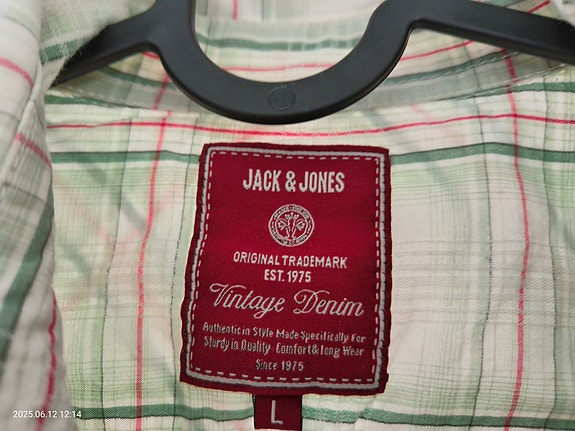 JACK & JONES
ORIGINAL TRADEMARK
EST. 1975
Vintage Denim
Authentic in Style Made Specifically For
Sturdy in Quality Comfort & long Wear
Since 1975
L
2025.06.12 12:14